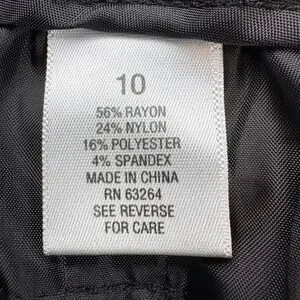 10
56% RAYON
24% NYLON
16% POLYESTER
4% SPANDEX
MADE IN CHINA
RN 63264
SEE REVERSE
FOR CARE